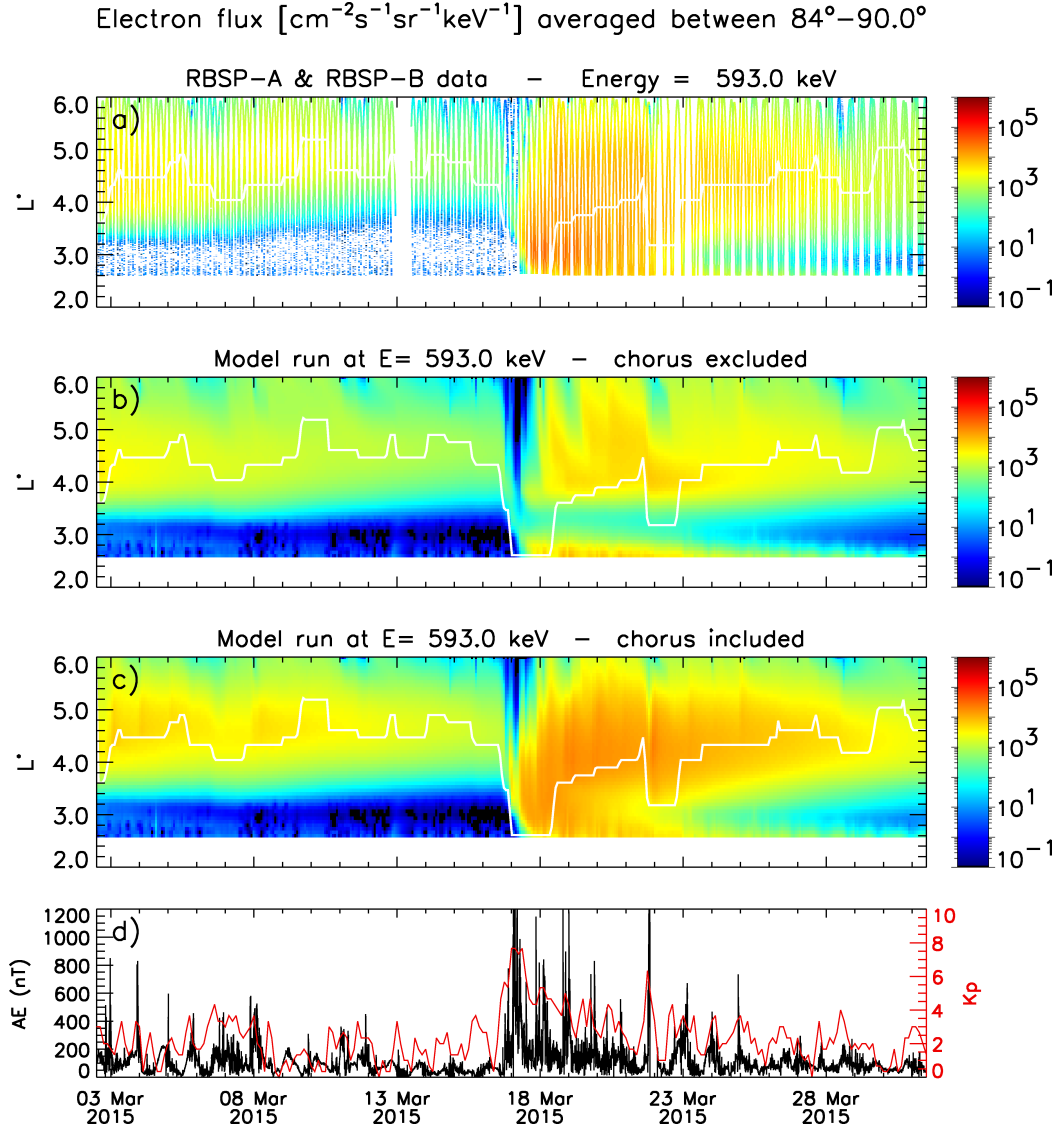 Electron flux [cm⁻²s⁻¹sr⁻¹keV⁻¹] averaged between 84°−90.0°
RBSP−A & RBSP−B data − Energy = 593.0 keV
a)
6.0
5.0
4.0
3.0
2.0
L*
10⁵
10³
10¹
10⁻¹
Model run at E= 593.0 keV − chorus excluded
b)
6.0
5.0
4.0
3.0
2.0
L*
10⁵
10³
10¹
10⁻¹
Model run at E= 593.0 keV − chorus included
c)
6.0
5.0
4.0
3.0
2.0
L*
10⁵
10³
10¹
10⁻¹
d)
1200
1000
800
600
400
200
0
AE (nT)
10
8
6
4
2
0
Kp
03 Mar 08 Mar 13 Mar 18 Mar 23 Mar 28 Mar
2015 2015 2015 2015 2015 2015